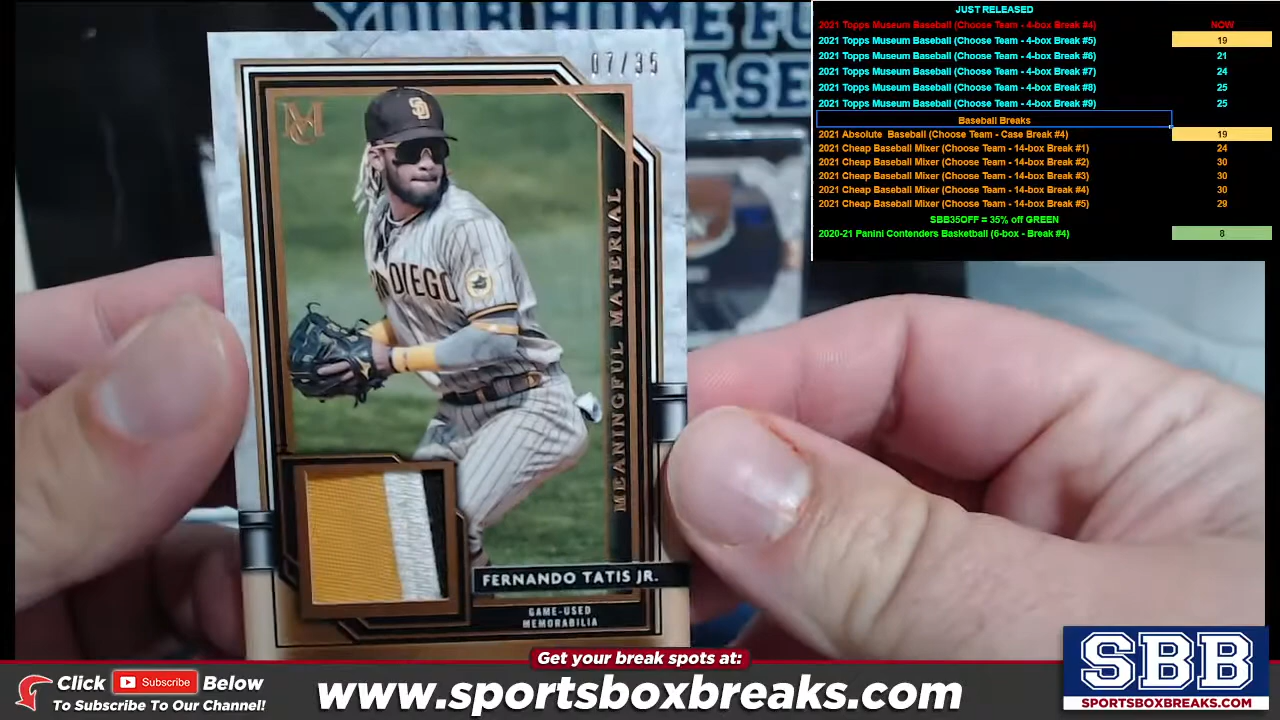 YOUR HOME FO
BASE
JUST RELEASED
2021 Topps Museum Baseball (Choose Team - 4-box Break #4) NOW
2021 Topps Museum Baseball (Choose Team - 4-box Break #5) 19
2021 Topps Museum Baseball (Choose Team - 4-box Break #6) 21
2021 Topps Museum Baseball (Choose Team - 4-box Break #7) 24
2021 Topps Museum Baseball (Choose Team - 4-box Break #8) 25
2021 Topps Museum Baseball (Choose Team - 4-box Break #9) 25
Baseball Breaks
2021 Absolute Baseball (Choose Team - Case Break #4) 19
2021 Cheap Baseball Mixer (Choose Team - 14-box Break #1) 24
2021 Cheap Baseball Mixer (Choose Team - 14-box Break #2) 30
2021 Cheap Baseball Mixer (Choose Team - 14-box Break #3) 30
2021 Cheap Baseball Mixer (Choose Team - 14-box Break #4) 30
2021 Cheap Baseball Mixer (Choose Team - 14-box Break #5) 29
SBB35OFF = 35% off GREEN
2020-21 Panini Contenders Basketball (6-box - Break #4) 8
07/35
M
SD
SAN DIEGO
MEANINGFUL MATERIAL
FERNANDO TATIS JR.
GAME-USED
MEMORABILIA
Get your break spots at:
Click Subscribe Below
To Subscribe To Our Channel!
www.sportsboxbreaks.com
SBB
SPORTSBOXBREAKS.COM